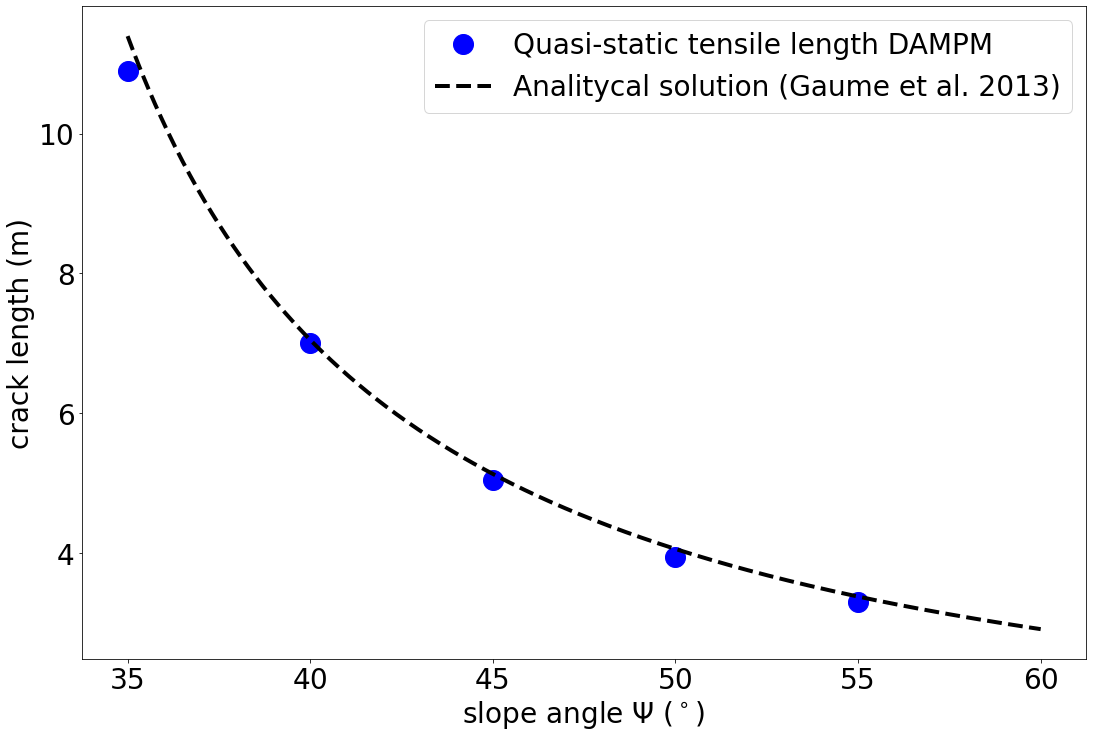 Quasi-static tensile length DAMPM
Analitycal solution (Gaume et al. 2013)
crack length (m)
10
8
6
4
35 40 45 50 55 60
slope angle Ψ (°)